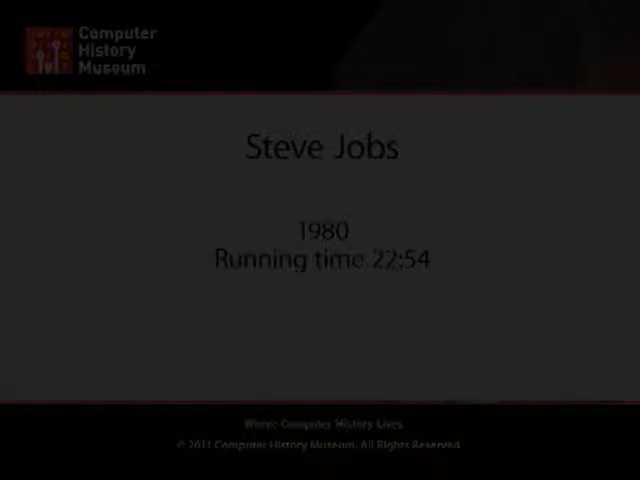 Computer
History
Museum
Steve Jobs
1980
Running time 22:54
Where Computer History Lives
© 2011 Computer History Museum. All Rights Reserved.